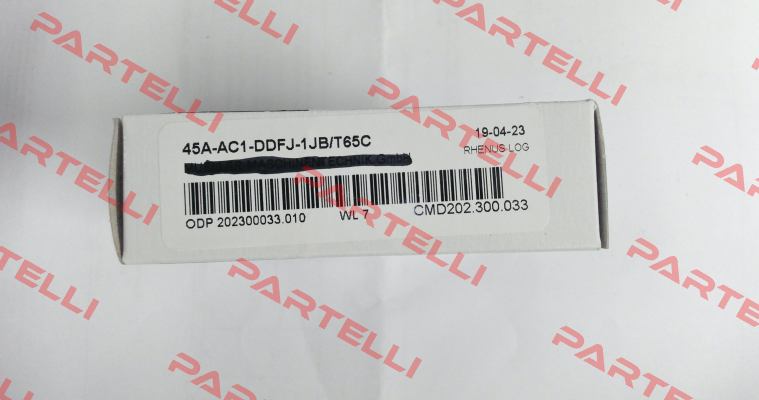 45A-AC1-DDFJ-1JB/T65C
19-04-23
RHENUS-LOG
ODP 202300033.010
WL 7
CMD202.300.033
PARTELLI
PARTELLI
PARTELLI
PARTELLI
PARTELLI
PARTELLI
PARTELLI
PARTELLI
PARTELLI
PARTELLI